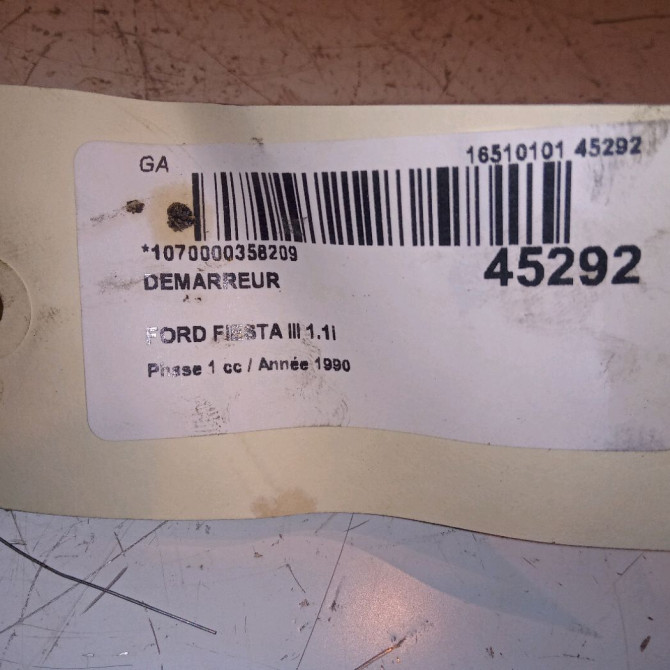 GA
16510101 45292
*1070000358209
45292
DEMARREUR
FORD FIESTA III 1.1i
Phase 1 cc / Année 1990